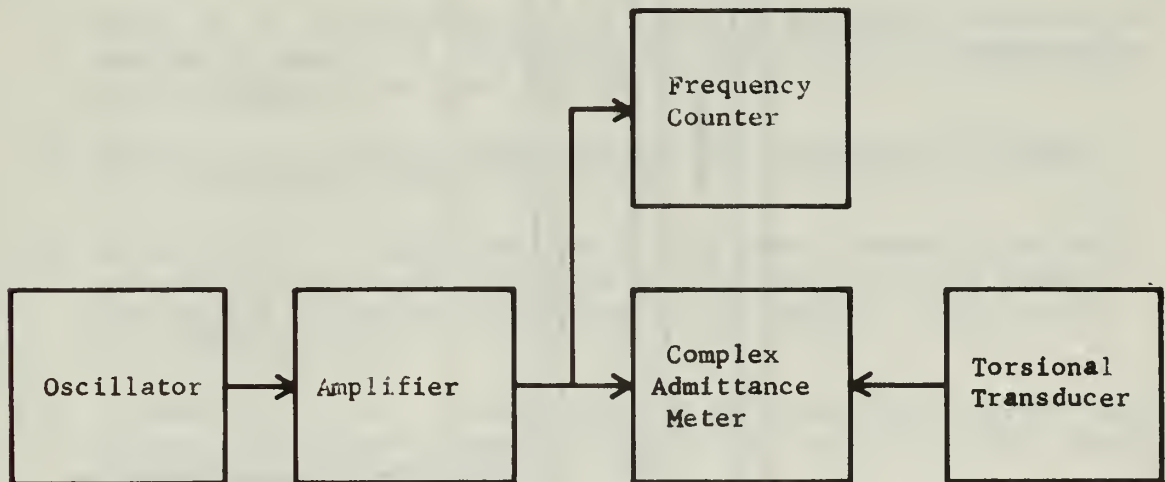 Frequency
Counter
Oscillator
Amplifier
Complex
Admittance
Meter
Torsional
Transducer